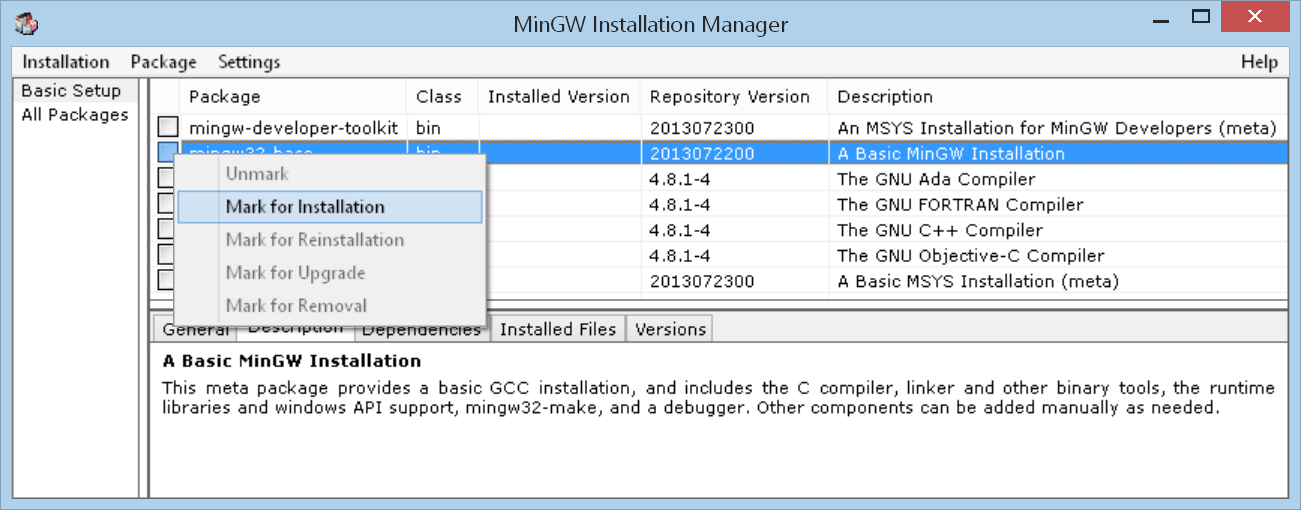 MinGW Installation Manager
Installation Package Settings Help
Basic Setup
All Packages
Package Class Installed Version Repository Version Description
mingw-developer-toolkit bin 2013072300 An MSYS Installation for MinGW Developers (meta)
mingw32-base bin 2013072200 A Basic MinGW Installation
4.8.1-4 The GNU Ada Compiler
4.8.1-4 The GNU FORTRAN Compiler
4.8.1-4 The GNU C++ Compiler
4.8.1-4 The GNU Objective-C Compiler
2013072300 A Basic MSYS Installation (meta)
Unmark
Mark for Installation
Mark for Reinstallation
Mark for Upgrade
Mark for Removal
General Description Dependencies Installed Files Versions
A Basic MinGW Installation
This meta package provides a basic GCC installation, and includes the C compiler, linker and other binary tools, the runtime
libraries and windows API support, mingw32-make, and a debugger. Other components can be added manually as needed.